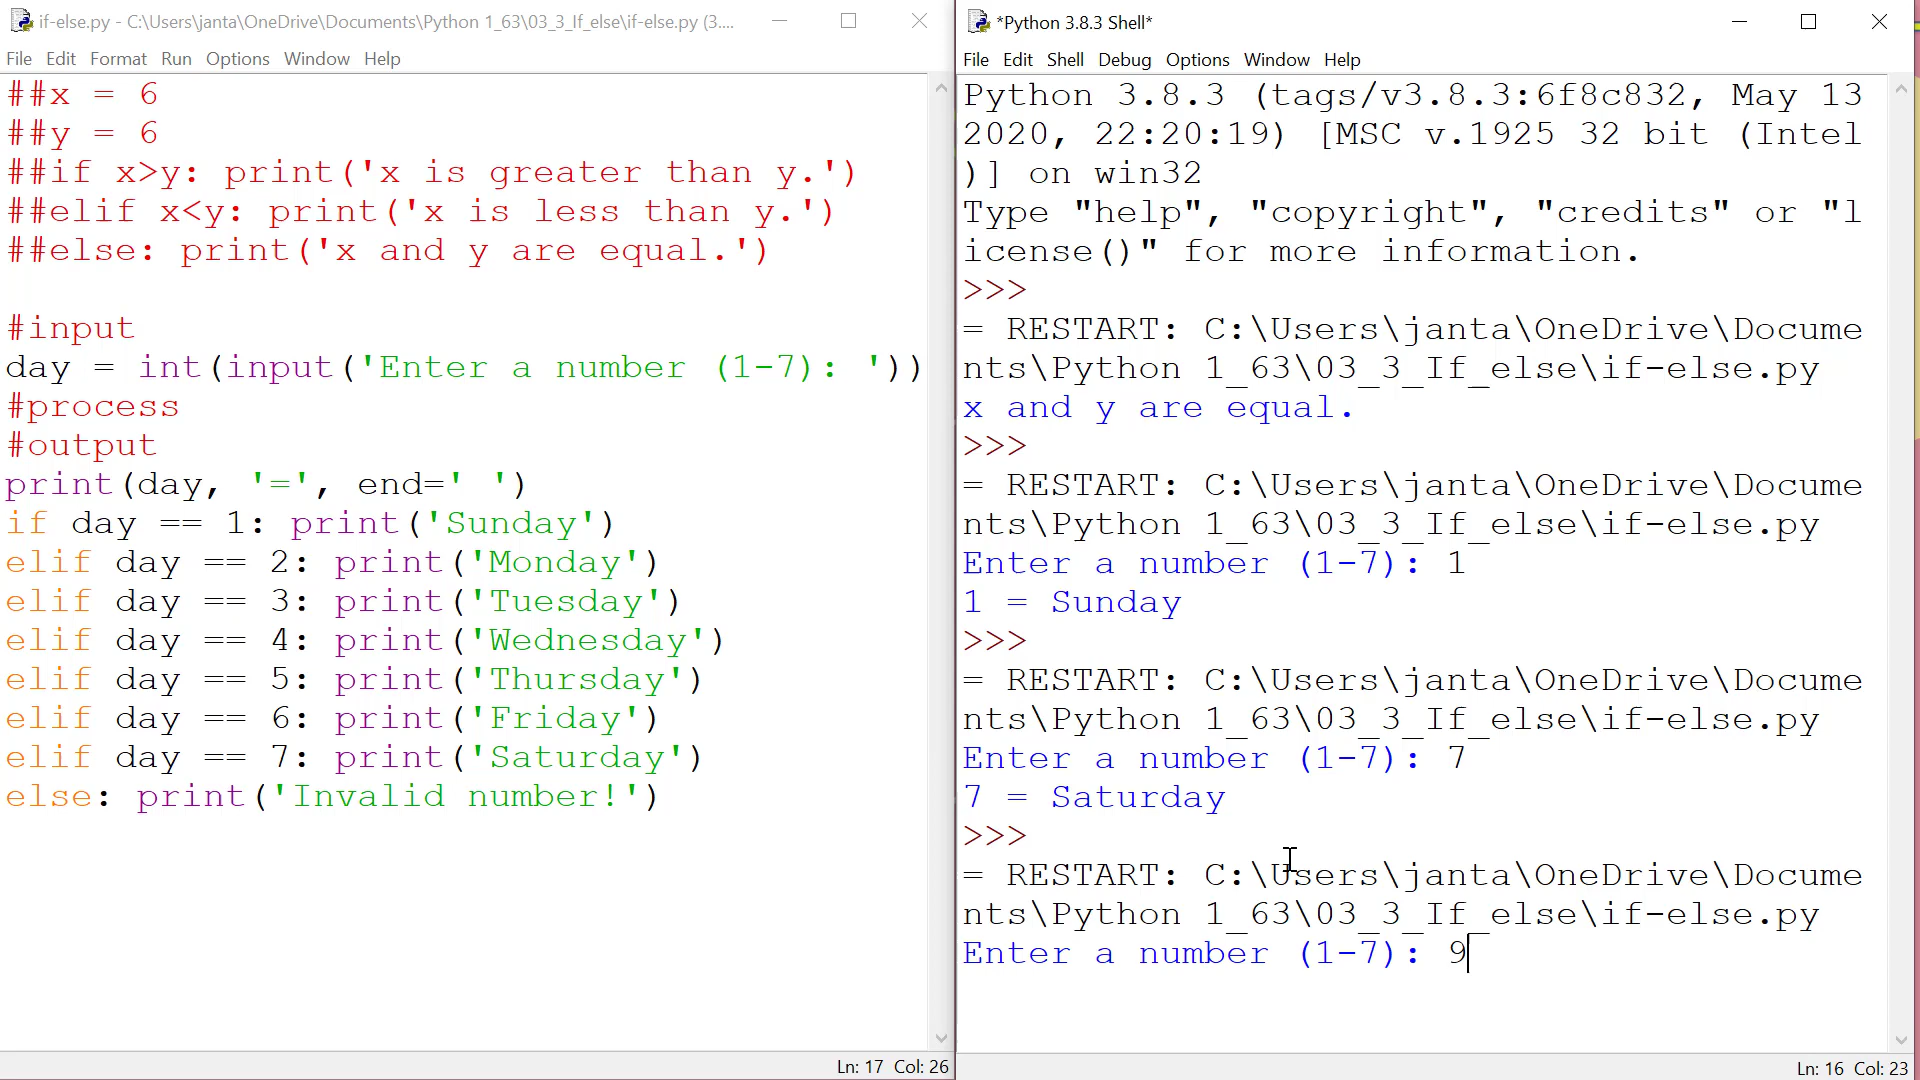 if-else.py - C:\Users\janta\OneDrive\Documents\Python 1_63\03_3_If_else\if-else.py (3....
File Edit Format Run Options Window Help
##x = 6
##y = 6
##if x>y: print('x is greater than y.')
##elif x<y: print('x is less than y.')
##else: print('x and y are equal.')
#input
day = int(input('Enter a number (1-7): '))
#process
#output
print(day, '=', end=' ')
if day == 1: print('Sunday')
elif day == 2: print('Monday')
elif day == 3: print('Tuesday')
elif day == 4: print('Wednesday')
elif day == 5: print('Thursday')
elif day == 6: print('Friday')
elif day == 7: print('Saturday')
else: print('Invalid number!')
Ln: 17 Col: 26
*Python 3.8.3 Shell*
File Edit Shell Debug Options Window Help
Python 3.8.3 (tags/v3.8.3:6f8c832, May 13
2020, 22:20:19) [MSC v.1925 32 bit (Intel
)] on win32
Type "help", "copyright", "credits" or "l
icense()" for more information.
>>>
= RESTART: C:\Users\janta\OneDrive\Docume
nts\Python 1_63\03_3_If_else\if-else.py
x and y are equal.
>>>
= RESTART: C:\Users\janta\OneDrive\Docume
nts\Python 1_63\03_3_If_else\if-else.py
Enter a number (1-7): 1
1 = Sunday
>>>
= RESTART: C:\Users\janta\OneDrive\Docume
nts\Python 1_63\03_3_If_else\if-else.py
Enter a number (1-7): 7
7 = Saturday
>>>
= RESTART: C:\Users\janta\OneDrive\Docume
nts\Python 1_63\03_3_If_else\if-else.py
Enter a number (1-7): 9
Ln: 16 Col: 23